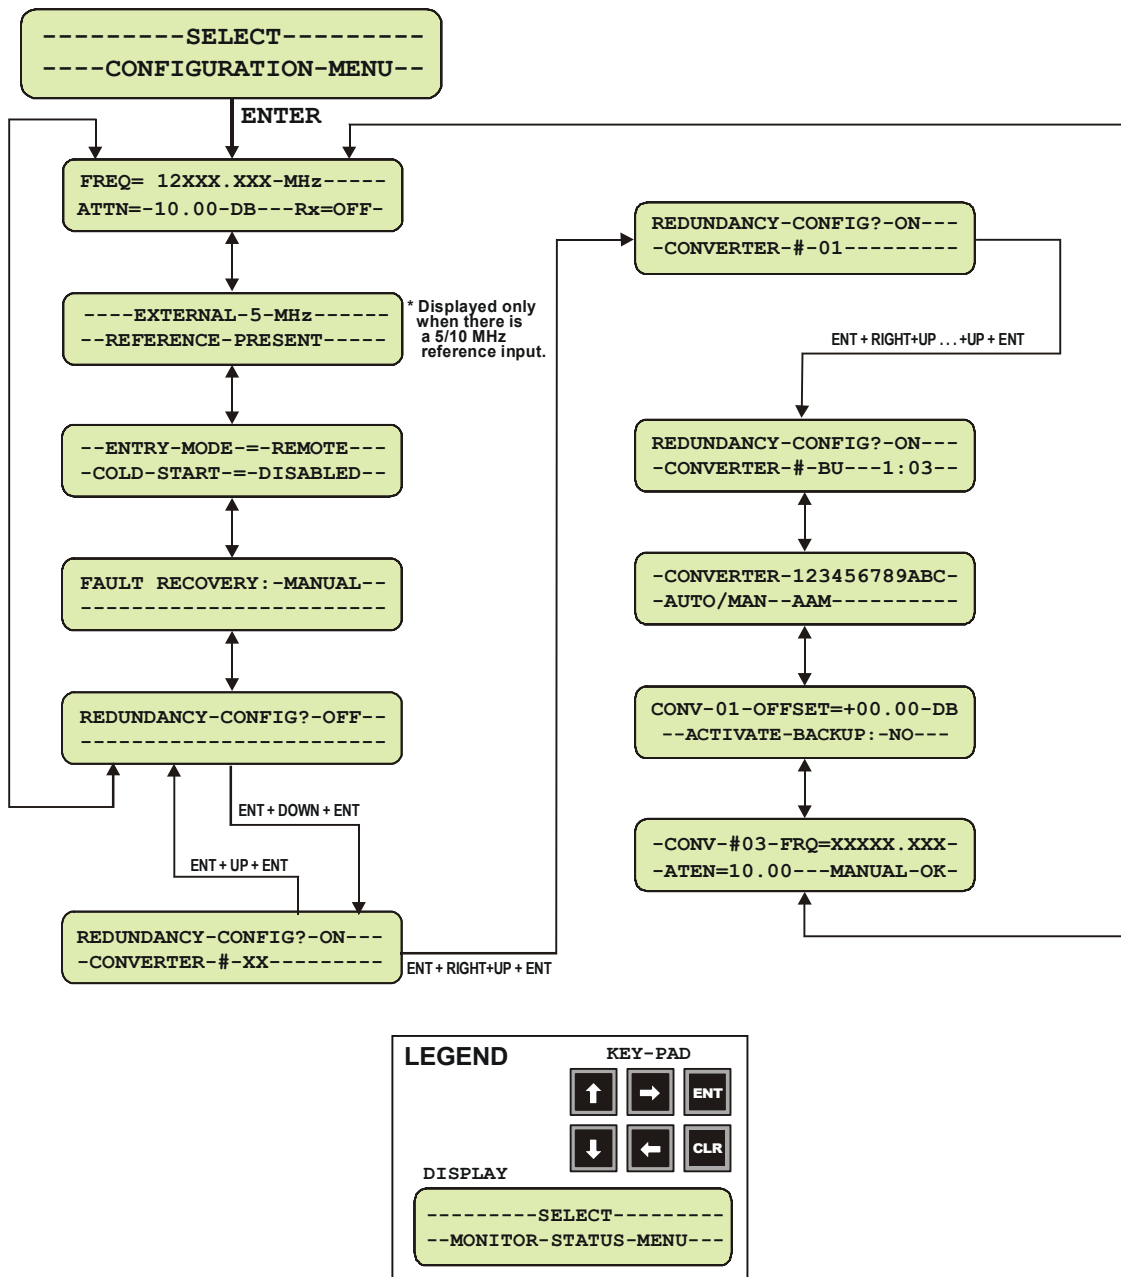 ---------SELECT---------
----CONFIGURATION-MENU--
ENTER
FREQ= 12XXX.XXX-MHz-----
ATTN=-10.00-DB---Rx=OFF-
----EXTERNAL-5-MHz------
--REFERENCE-PRESENT-----
* Displayed only
when there is
a 5/10 MHz
reference input.
--ENTRY-MODE-=-REMOTE---
-COLD-START-=-DISABLED--
FAULT RECOVERY:-MANUAL--
------------------------
REDUNDANCY-CONFIG?-OFF--
------------------------
ENT + DOWN + ENT
ENT + UP + ENT
REDUNDANCY-CONFIG?-ON---
-CONVERTER-#-XX---------
ENT + RIGHT+UP + ENT
REDUNDANCY-CONFIG?-ON---
-CONVERTER-#-01---------
ENT + RIGHT+UP . . . +UP + ENT
REDUNDANCY-CONFIG?-ON---
-CONVERTER-#-BU---1:03--
-CONVERTER-123456789ABC-
-AUTO/MAN--AAM----------
CONV-01-OFFSET=+00.00-DB
--ACTIVATE-BACKUP:-NO---
-CONV-#03-FRQ=XXXXX.XXX-
-ATEN=10.00---MANUAL-OK-
LEGEND
KEY-PAD
↑ → ENT
↓ ← CLR
DISPLAY
---------SELECT---------
--MONITOR-STATUS-MENU---